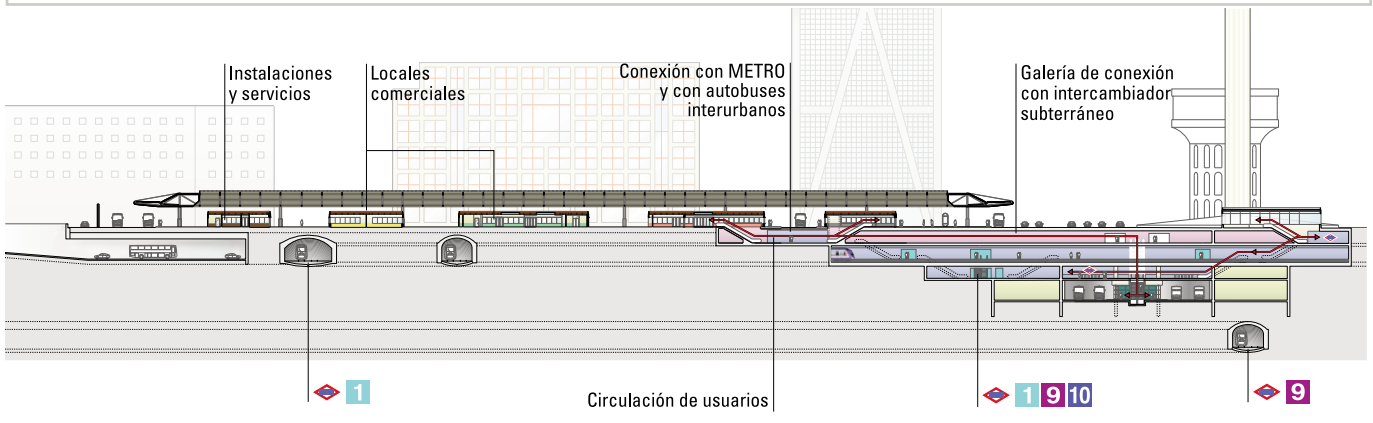 Instalaciones
y servicios
Locales
comerciales
Conexión con METRO
y con autobuses
interurbanos
Galería de conexión
con intercambiador
subterráneo
Circulación de usuarios
1
1 9 10
9